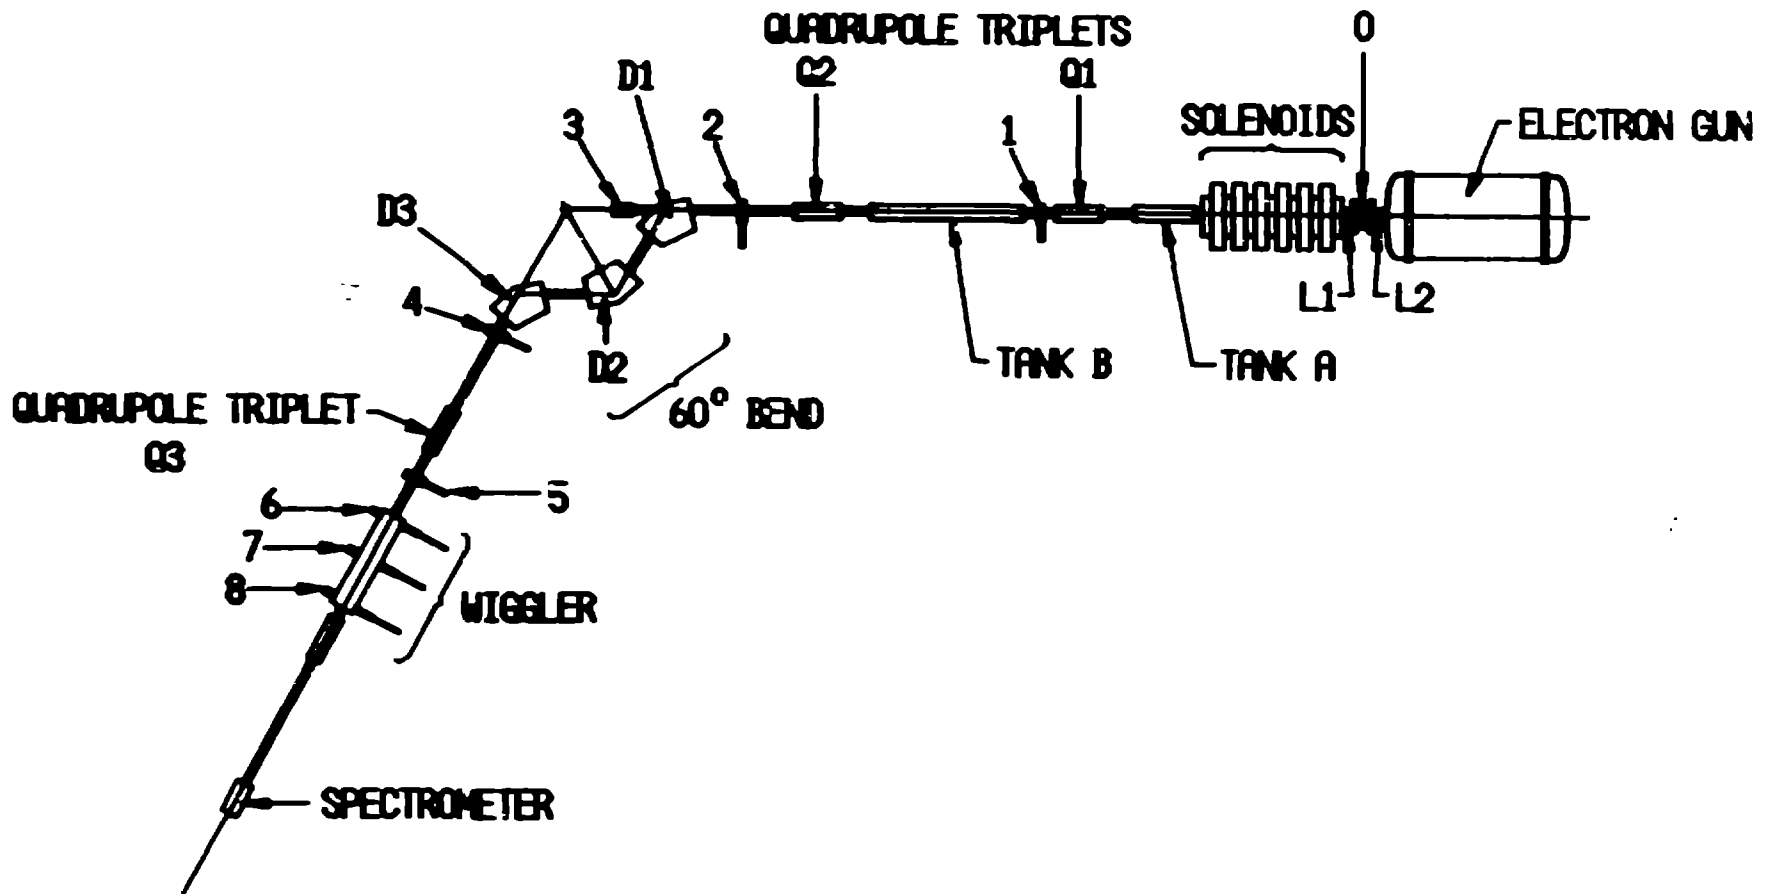 QUADRUPOLE TRIPLETS
Q2
Q1
O
D1
3
2
1
SOLENOIDS
ELECTRON GUN
D3
4
L1
L2
D2
TANK B
TANK A
60° BEND
QUADRUPOLE TRIPLET
Q3
5
6
7
8
WIGGLER
SPECTROMETER